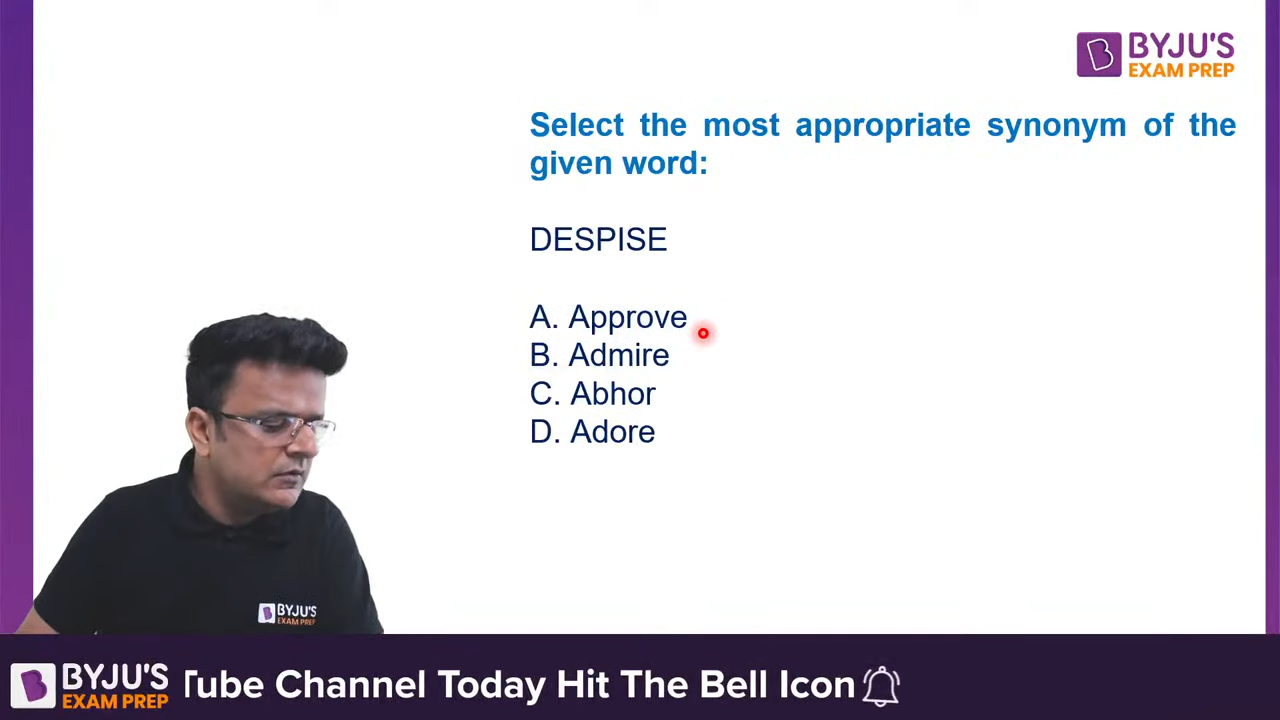 BYJU'S
EXAM PREP
Select the most appropriate synonym of the
given word:
DESPISE
A. Approve
B. Admire
C. Abhor
D. Adore
BYJU'S
EXAM PREP
BYJU'S
EXAM PREP
Tube Channel Today Hit The Bell Icon